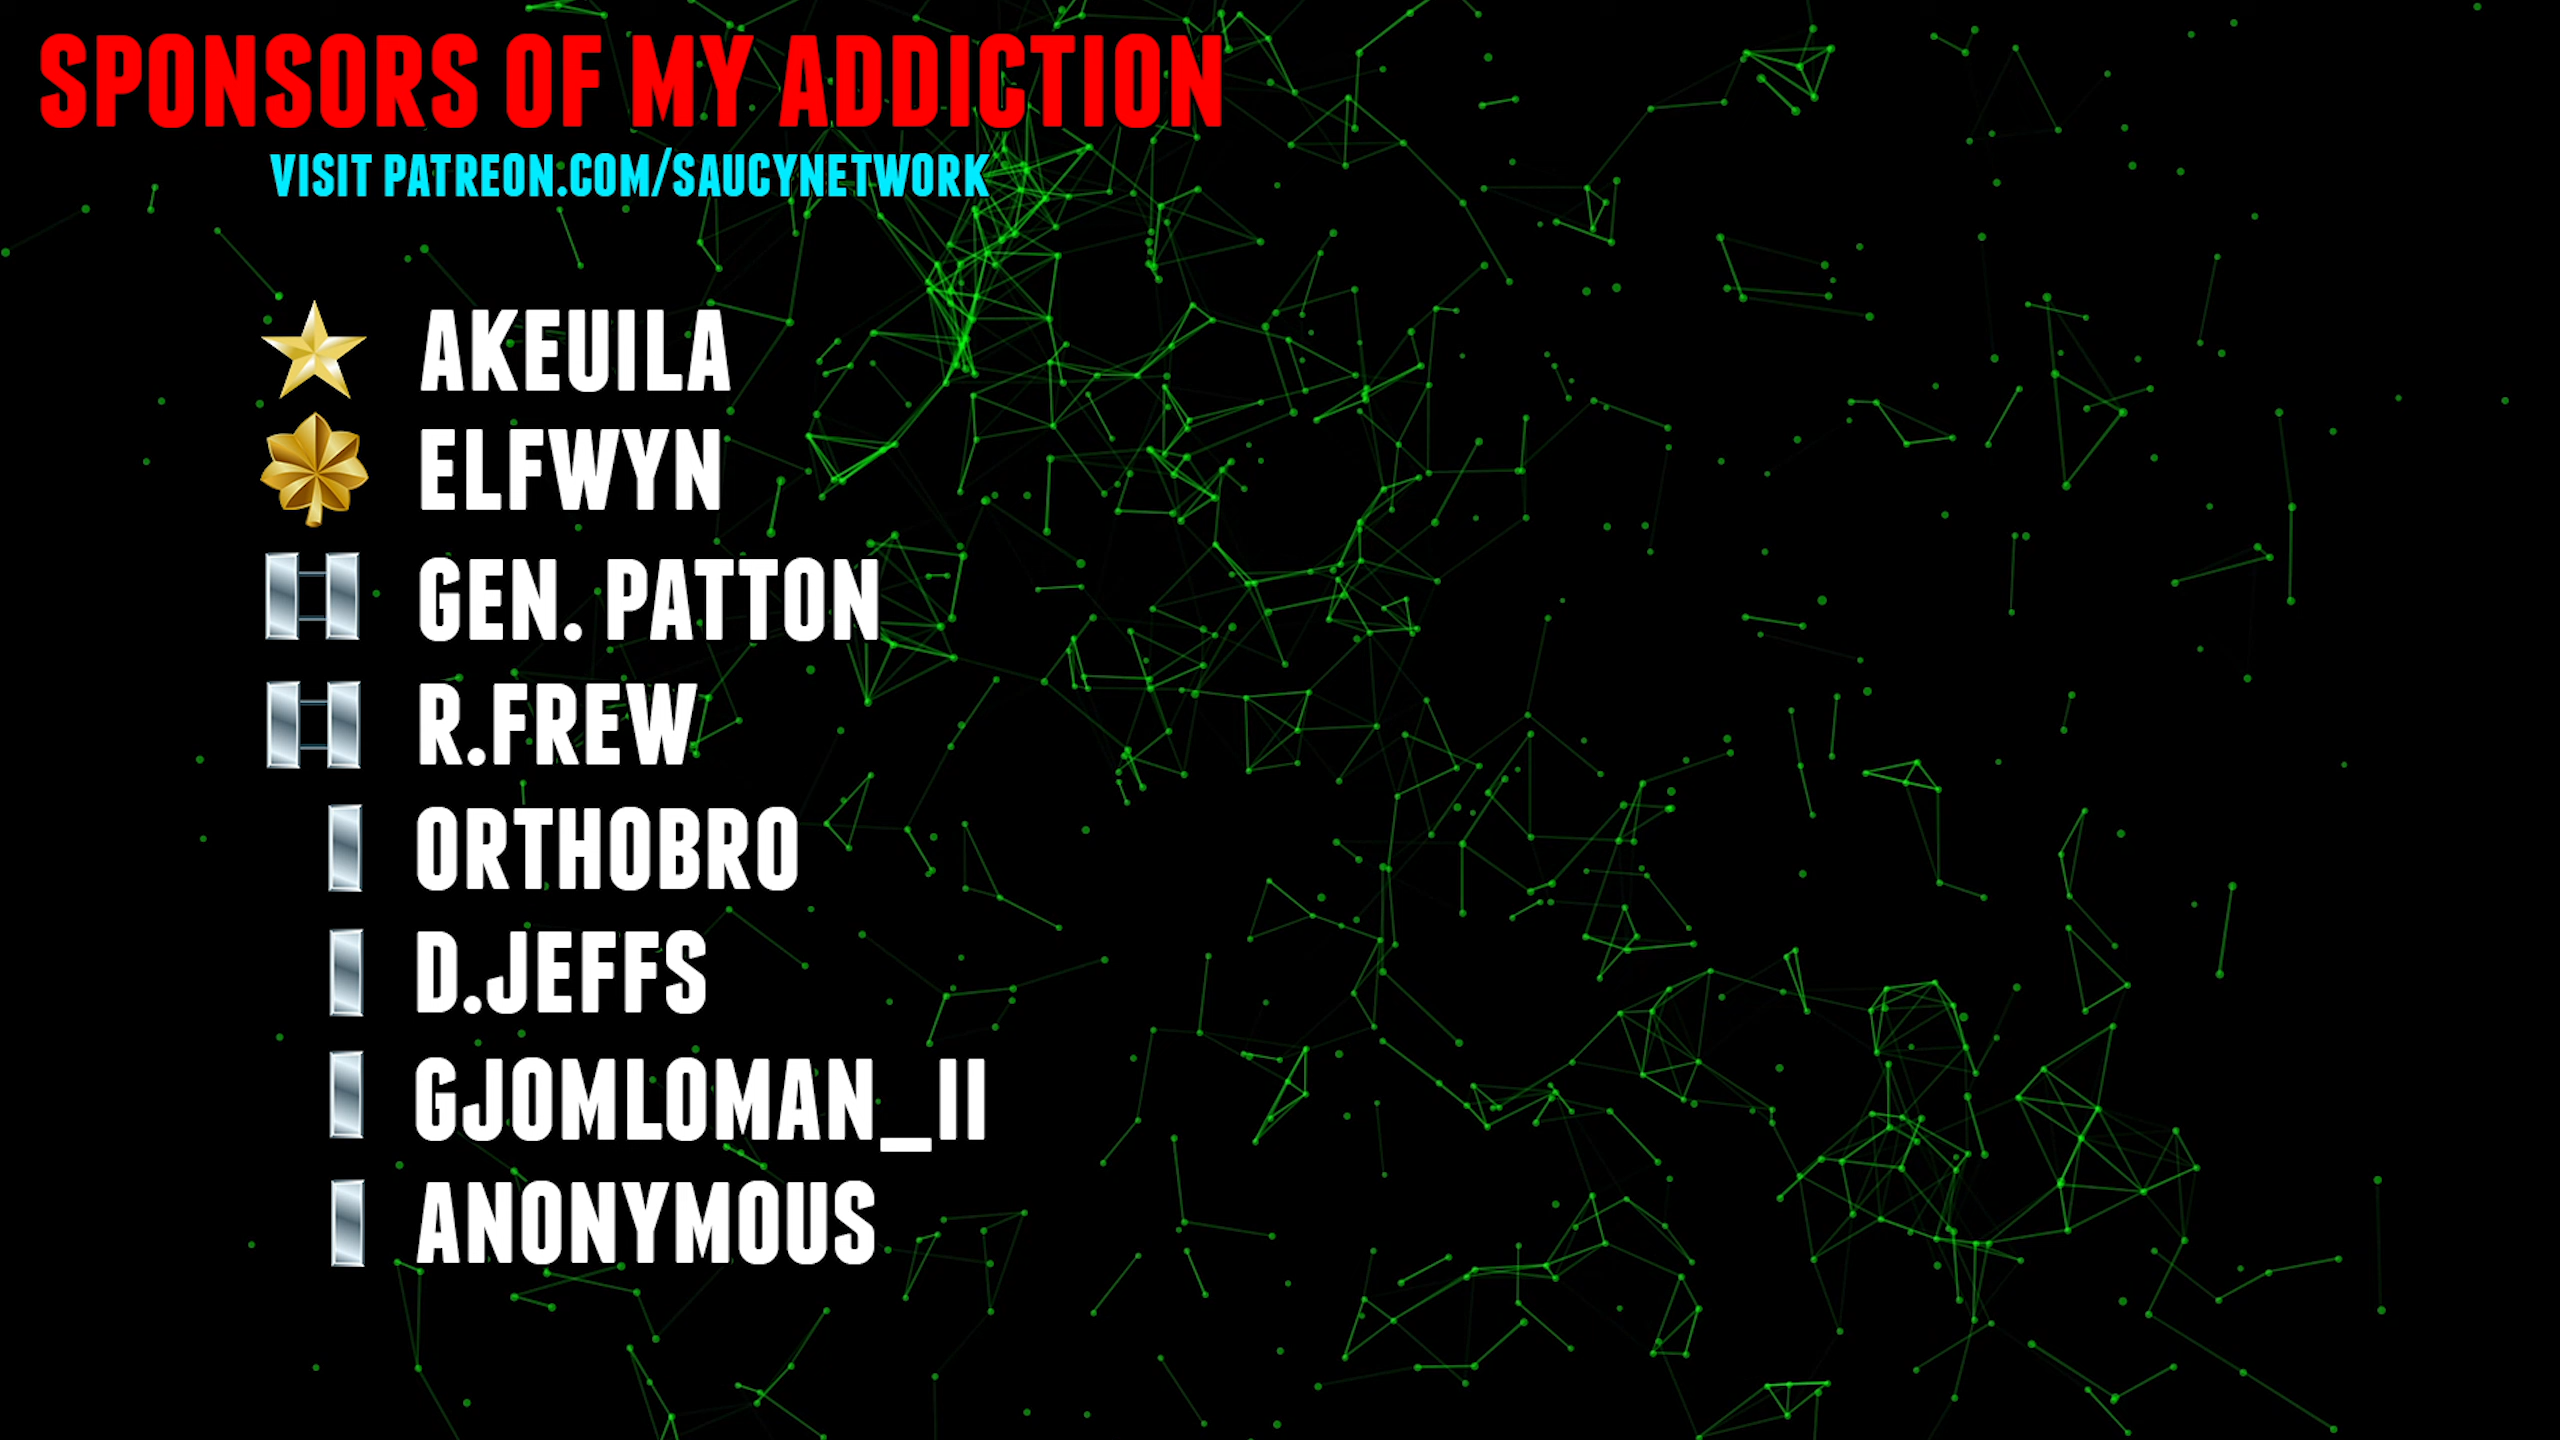 SPONSORS OF MY ADDICTION
VISIT PATREON.COM/SAUCYNETWORK
AKEUILA
ELFWYN
GEN. PATTON
R.FREW
ORTHOBRO
D.JEFFS
GJOMLOMAN_II
ANONYMOUS